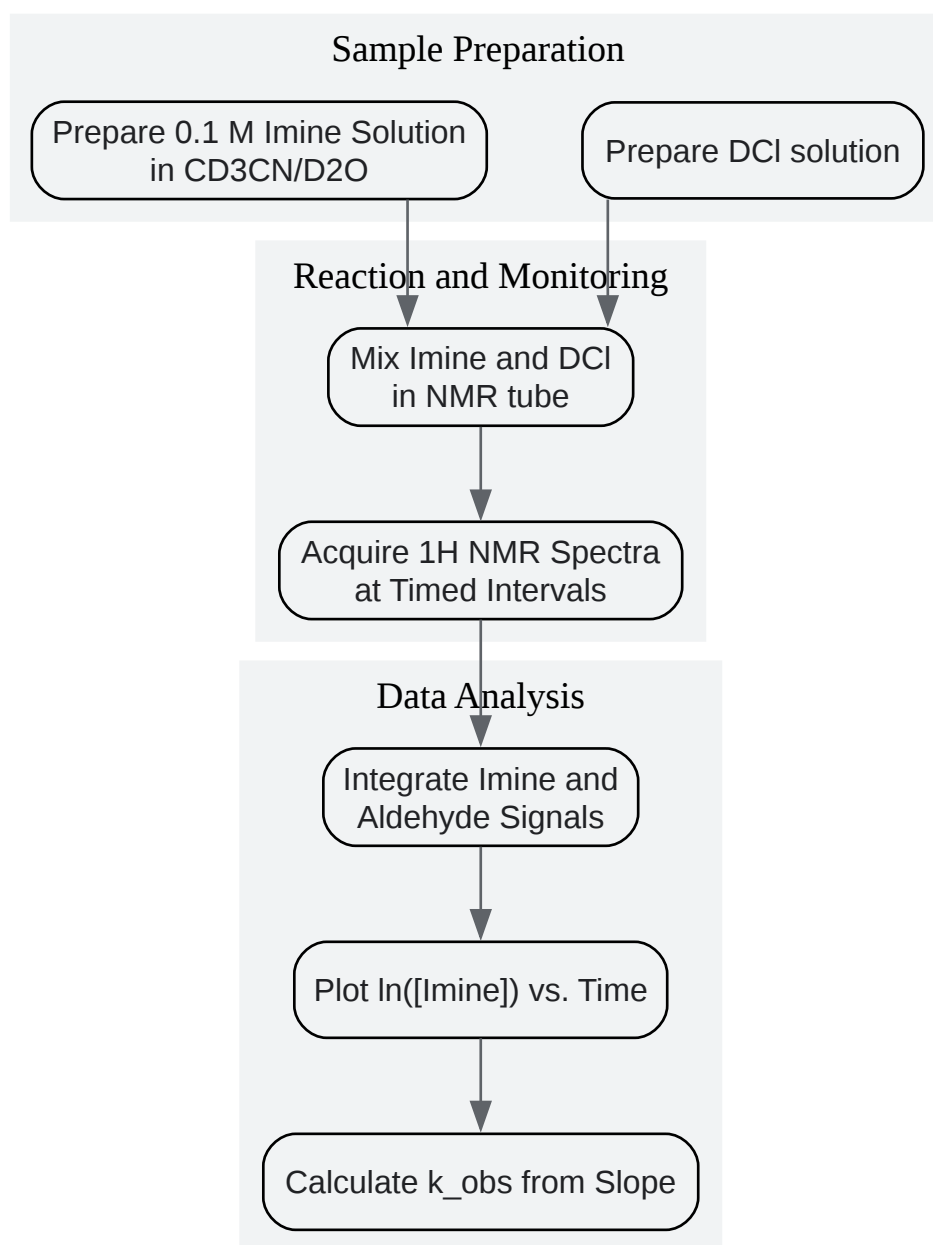 Sample Preparation
Prepare 0.1 M Imine Solution
in CD3CN/D2O
Prepare DCl solution
Reaction and Monitoring
Mix Imine and DCl
in NMR tube
Acquire 1H NMR Spectra
at Timed Intervals
Data Analysis
Integrate Imine and
Aldehyde Signals
Plot ln([Imine]) vs. Time
Calculate k_obs from Slope